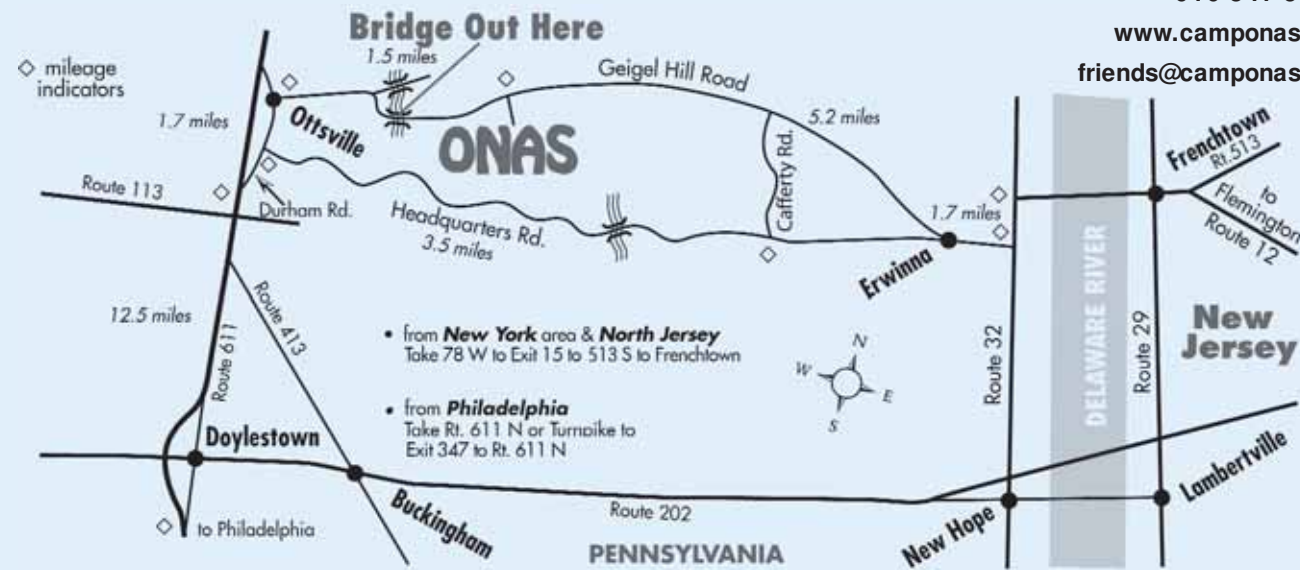 Bridge Out Here
www.camponas
friends@camponas
mileage
indicators
1.5 miles
Geigel Hill Road
1.7 miles
Ottsville
ONAS
5.2 miles
Cafferty Rd.
Frenchtown
Rt.513
to
Flemington
Route 12
Route 113
Durham Rd.
Headquarters Rd.
3.5 miles
1.7 miles
Erwinna
DELAWARE RIVER
New
Jersey
12.5 miles
Route 611
Route 413
• from New York area & North Jersey
Take 78 W to Exit 15 to 513 S to Frenchtown
• from Philadelphia
Take Rt. 611 N or Turnpike to
Exit 347 to Rt. 611 N
N
W
E
S
Route 32
Route 29
Doylestown
Buckingham
to Philadelphia
Route 202
New Hope
Lambertville
PENNSYLVANIA